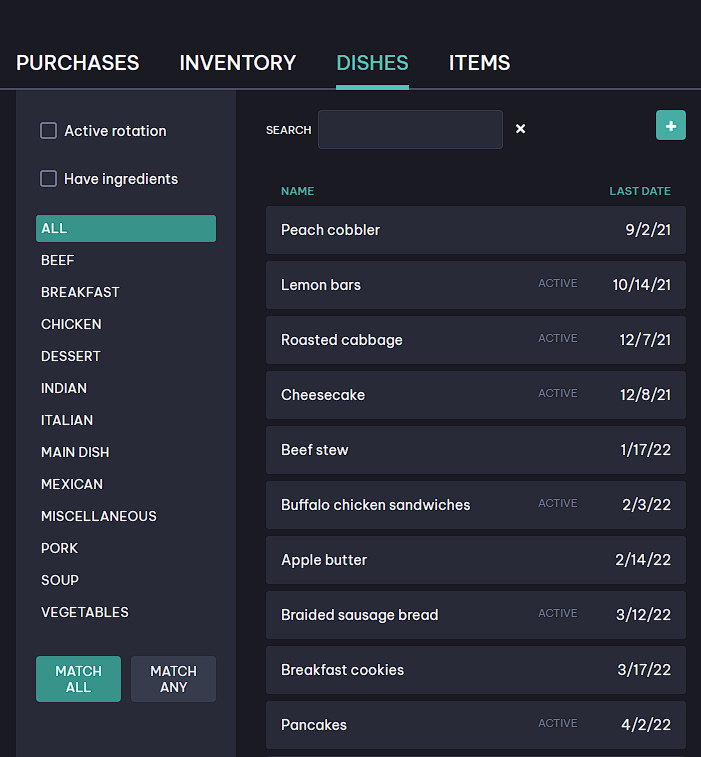 PURCHASES INVENTORY DISHES ITEMS
Active rotation
Have ingredients
ALL
BEEF
BREAKFAST
CHICKEN
DESSERT
INDIAN
ITALIAN
MAIN DISH
MEXICAN
MISCELLANEOUS
PORK
SOUP
VEGETABLES
MATCH ALL
MATCH ANY
SEARCH
NAME LAST DATE
Peach cobbler 9/2/21
Lemon bars ACTIVE 10/14/21
Roasted cabbage ACTIVE 12/7/21
Cheesecake ACTIVE 12/8/21
Beef stew 1/17/22
Buffalo chicken sandwiches ACTIVE 2/3/22
Apple butter 2/14/22
Braided sausage bread ACTIVE 3/12/22
Breakfast cookies 3/17/22
Pancakes ACTIVE 4/2/22